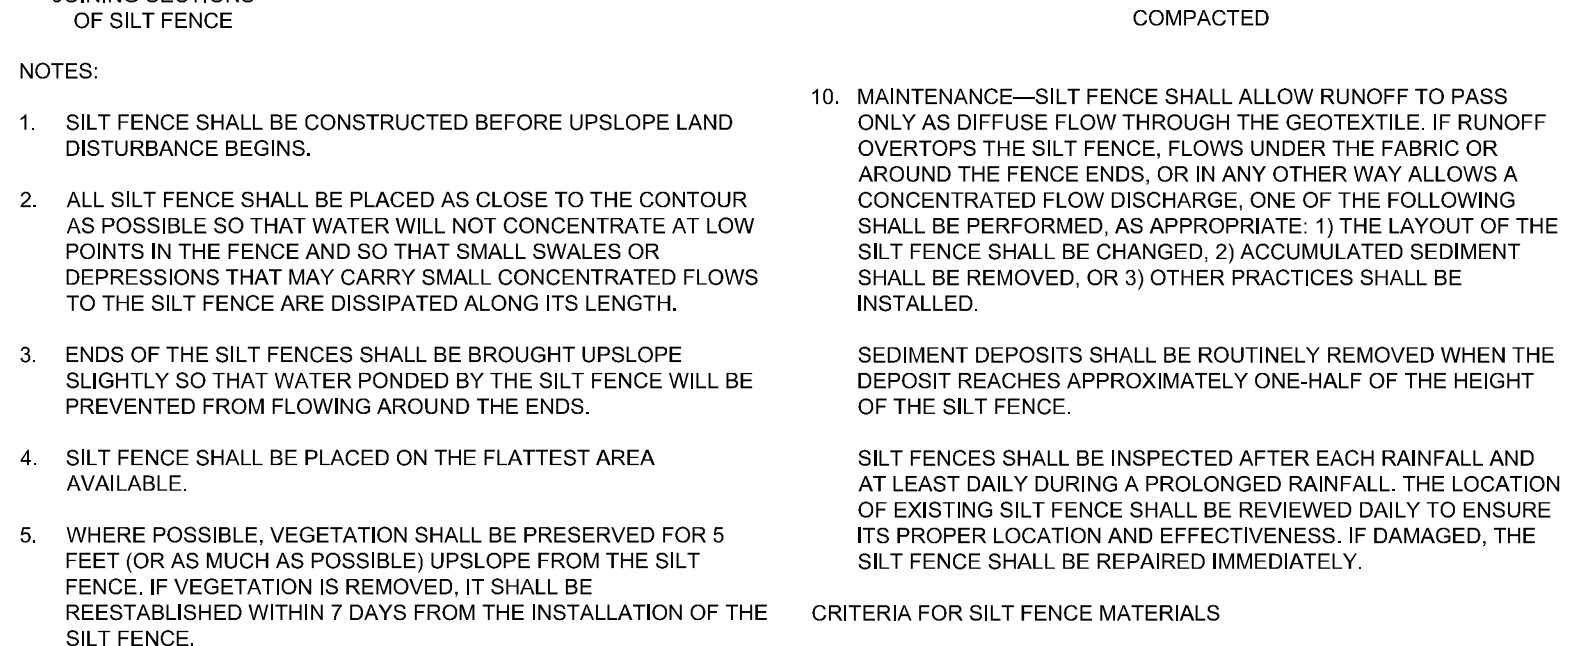 OF SILT FENCE
NOTES:
1. SILT FENCE SHALL BE CONSTRUCTED BEFORE UPSLOPE LAND
DISTURBANCE BEGINS.
2. ALL SILT FENCE SHALL BE PLACED AS CLOSE TO THE CONTOUR
AS POSSIBLE SO THAT WATER WILL NOT CONCENTRATE AT LOW
POINTS IN THE FENCE AND SO THAT SMALL SWALES OR
DEPRESSIONS THAT MAY CARRY SMALL CONCENTRATED FLOWS
TO THE SILT FENCE ARE DISSIPATED ALONG ITS LENGTH.
3. ENDS OF THE SILT FENCES SHALL BE BROUGHT UPSLOPE
SLIGHTLY SO THAT WATER PONDED BY THE SILT FENCE WILL BE
PREVENTED FROM FLOWING AROUND THE ENDS.
4. SILT FENCE SHALL BE PLACED ON THE FLATTEST AREA
AVAILABLE.
5. WHERE POSSIBLE, VEGETATION SHALL BE PRESERVED FOR 5
FEET (OR AS MUCH AS POSSIBLE) UPSLOPE FROM THE SILT
FENCE. IF VEGETATION IS REMOVED, IT SHALL BE
REESTABLISHED WITHIN 7 DAYS FROM THE INSTALLATION OF THE
SILT FENCE.
COMPACTED
10. MAINTENANCE—SILT FENCE SHALL ALLOW RUNOFF TO PASS
ONLY AS DIFFUSE FLOW THROUGH THE GEOTEXTILE. IF RUNOFF
OVERTOPS THE SILT FENCE, FLOWS UNDER THE FABRIC OR
AROUND THE FENCE ENDS, OR IN ANY OTHER WAY ALLOWS A
CONCENTRATED FLOW DISCHARGE, ONE OF THE FOLLOWING
SHALL BE PERFORMED, AS APPROPRIATE: 1) THE LAYOUT OF THE
SILT FENCE SHALL BE CHANGED, 2) ACCUMULATED SEDIMENT
SHALL BE REMOVED, OR 3) OTHER PRACTICES SHALL BE
INSTALLED.
SEDIMENT DEPOSITS SHALL BE ROUTINELY REMOVED WHEN THE
DEPOSIT REACHES APPROXIMATELY ONE-HALF OF THE HEIGHT
OF THE SILT FENCE.
SILT FENCES SHALL BE INSPECTED AFTER EACH RAINFALL AND
AT LEAST DAILY DURING A PROLONGED RAINFALL. THE LOCATION
OF EXISTING SILT FENCE SHALL BE REVIEWED DAILY TO ENSURE
ITS PROPER LOCATION AND EFFECTIVENESS. IF DAMAGED, THE
SILT FENCE SHALL BE REPAIRED IMMEDIATELY.
CRITERIA FOR SILT FENCE MATERIALS